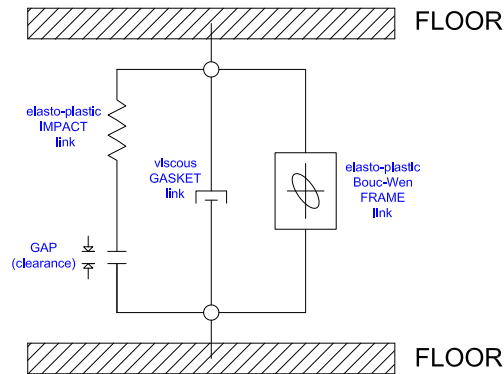 FLOOR
elasto-plastic
IMPACT
link
viscous
GASKET
link
elasto-plastic
Bouc-Wen
FRAME
link
GAP
(clearance)
FLOOR